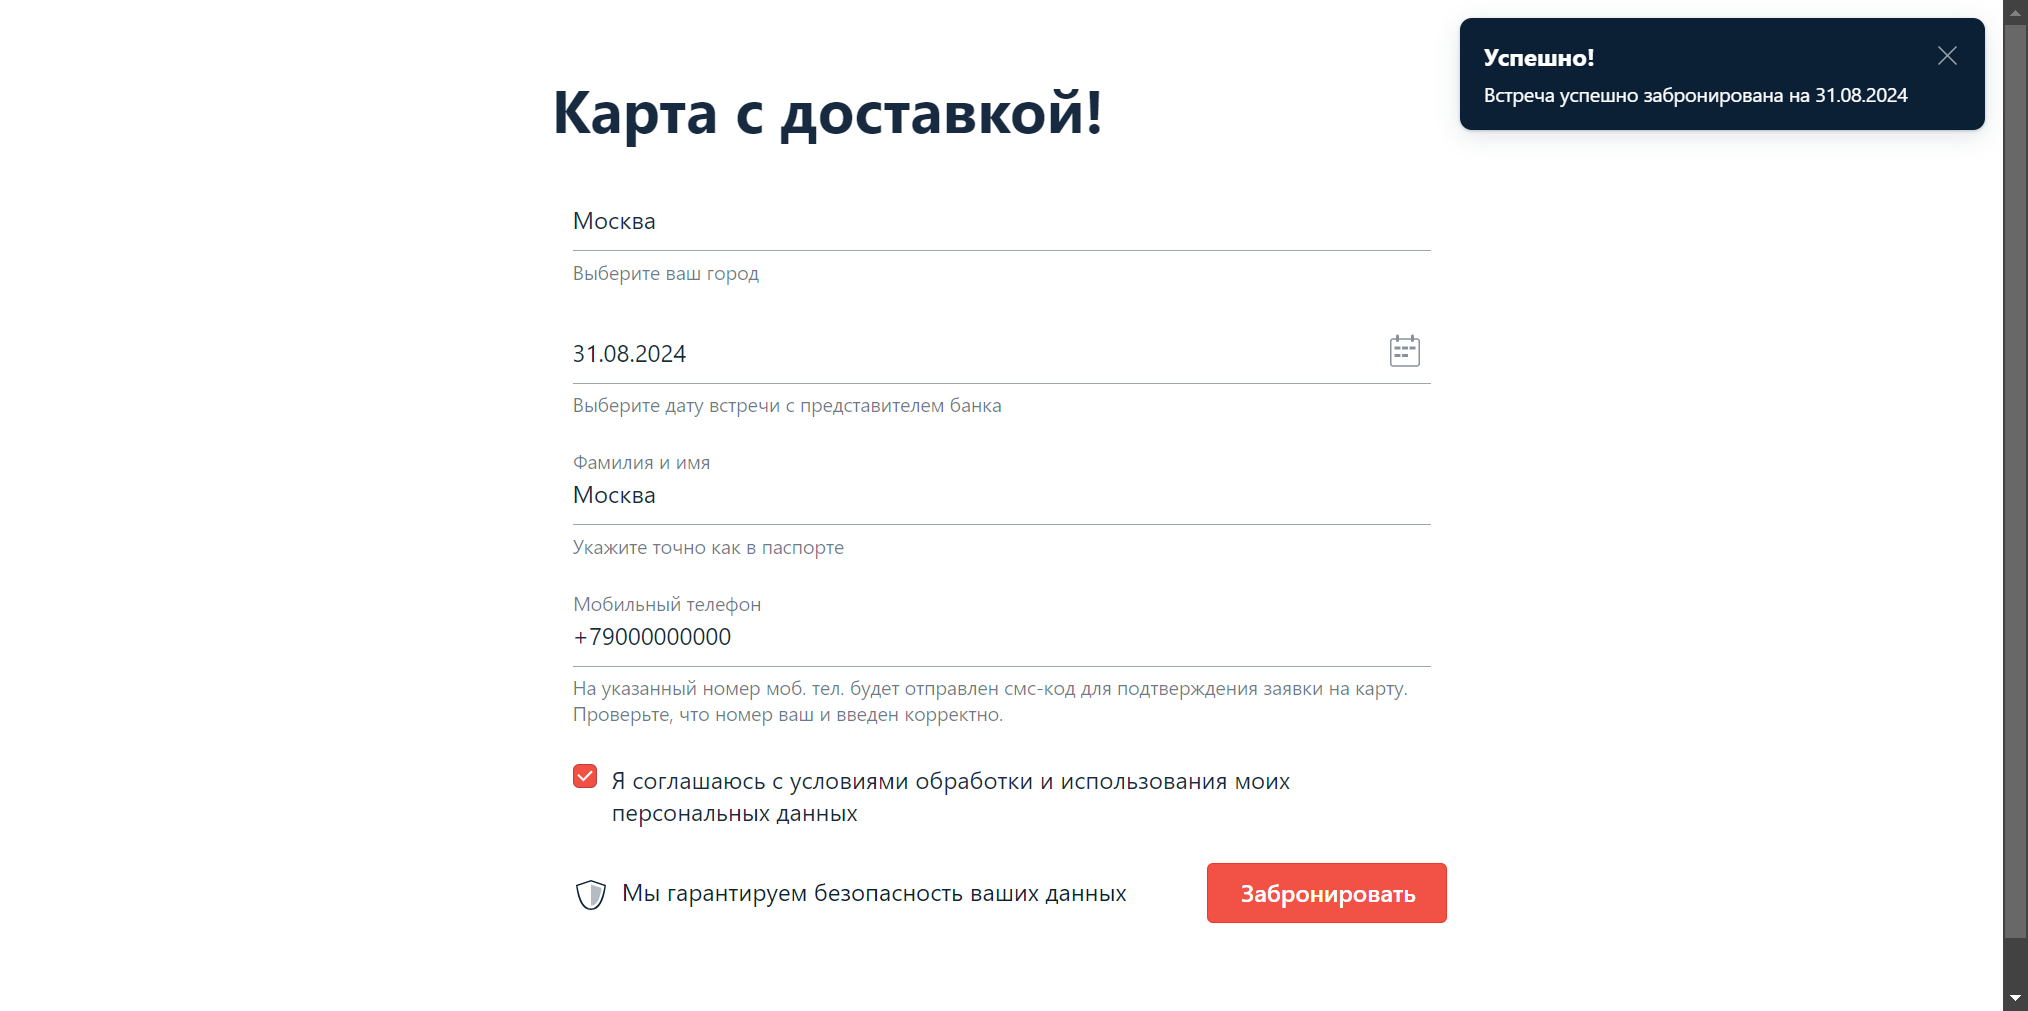 Успешно!
Встреча успешно забронирована на 31.08.2024
Карта с доставкой!
Москва
Выберите ваш город
31.08.2024
Выберите дату встречи с представителем банка
Фамилия и имя
Москва
Укажите точно как в паспорте
Мобильный телефон
+79000000000
На указанный номер моб. тел. будет отправлен смс-код для подтверждения заявки на карту.
Проверьте, что номер ваш и введен корректно.
Я соглашаюсь с условиями обработки и использования моих
персональных данных
Мы гарантируем безопасность ваших данных
Забронировать